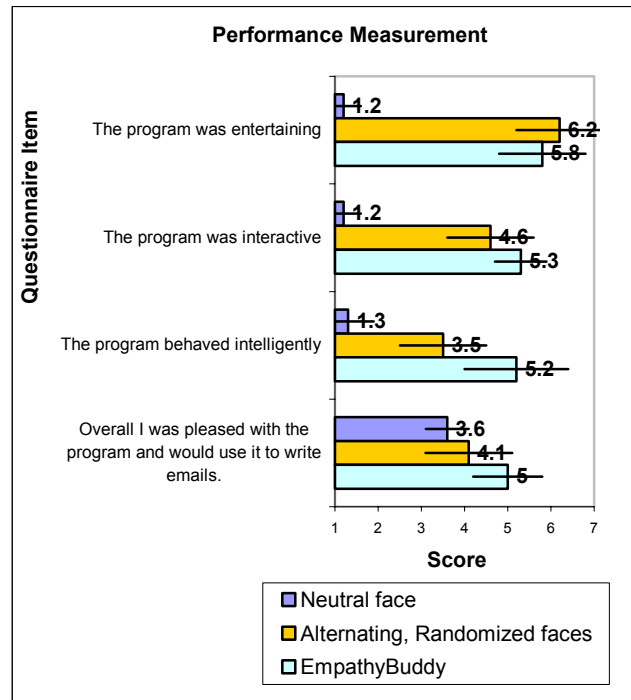 Performance Measurement
Questionnaire Item
The program was entertaining
1.2
6.2
5.8
The program was interactive
1.2
4.6
5.3
The program behaved intelligently
1.3
3.5
5.2
Overall I was pleased with the
program and would use it to write
emails.
3.6
4.1
5
1 2 3 4 5 6 7
Score
Neutral face
Alternating, Randomized faces
EmpathyBuddy